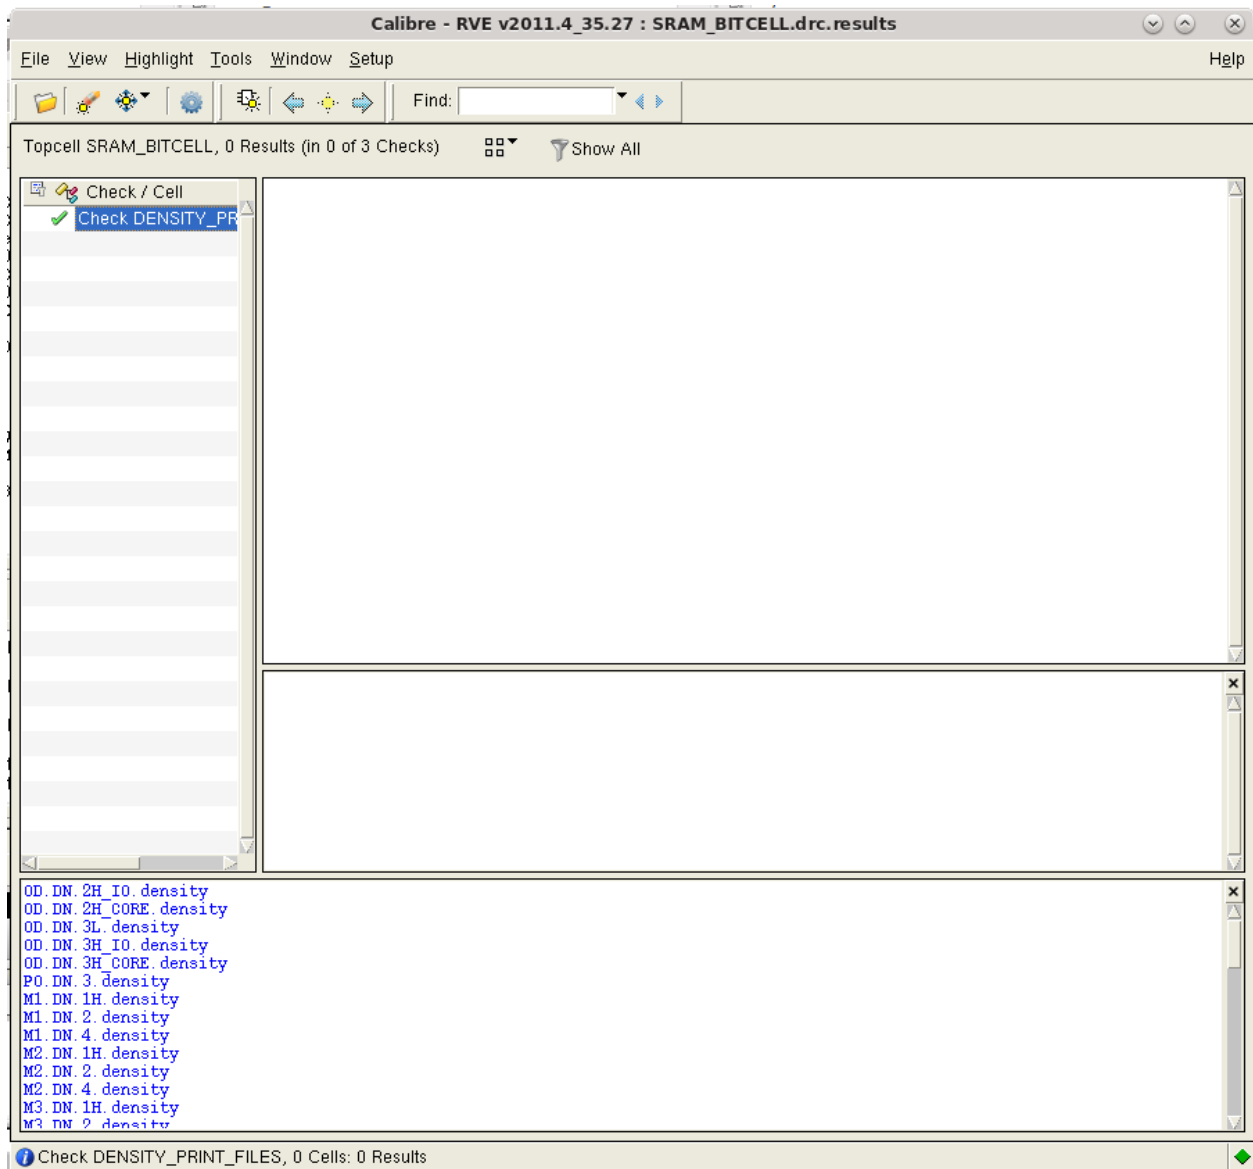 Calibre - RVE v2011.4_35.27 : SRAM_BITCELL.drc.results
File View Highlight Tools Window Setup Help
Find:
Topcell SRAM_BITCELL, 0 Results (in 0 of 3 Checks) Show All
Check / Cell
Check DENSITY_PR
OD.DN.2H_IO.density
OD.DN.2H_CORE.density
OD.DN.3L.density
OD.DN.3H_IO.density
OD.DN.3H_CORE.density
PO.DN.3.density
M1.DN.1H.density
M1.DN.2.density
M1.DN.4.density
M2.DN.1H.density
M2.DN.2.density
M2.DN.4.density
M3.DN.1H.density
M3.DN.2.density
Check DENSITY_PRINT_FILES, 0 Cells: 0 Results